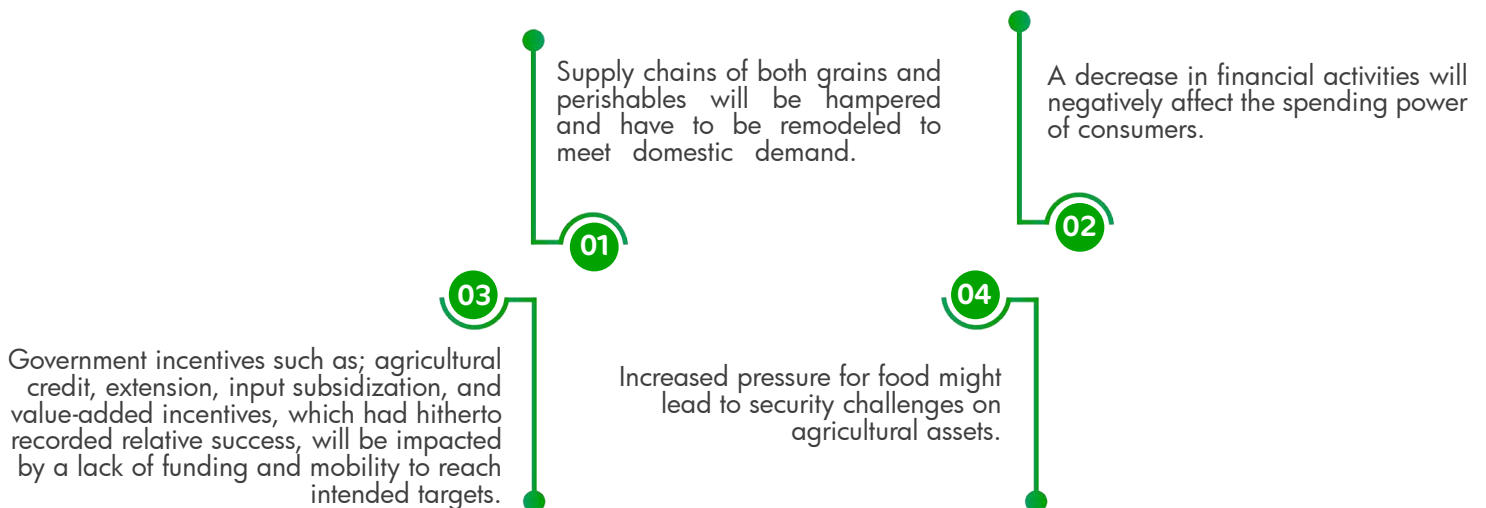 Supply chains of both grains and
perishables will be hampered
and have to be remodeled to
meet domestic demand.
01
A decrease in financial activities will
negatively affect the spending power
of consumers.
02
03
Government incentives such as; agricultural
credit, extension, input subsidization, and
value-added incentives, which had hitherto
recorded relative success, will be impacted
by a lack of funding and mobility to reach
intended targets.
04
Increased pressure for food might
lead to security challenges on
agricultural assets.